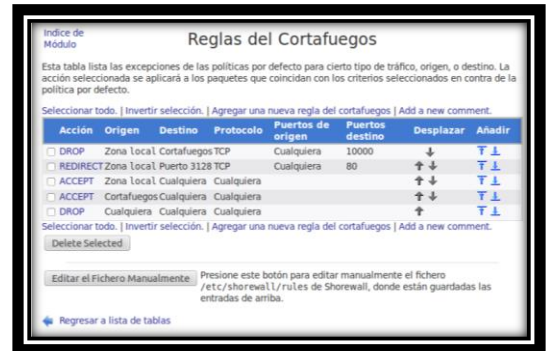 Indice de
Módulo
Reglas del Cortafuegos
Esta tabla lista las excepciones de las políticas por defecto para cierto tipo de tráfico, origen, o destino. La
acción seleccionada se aplicará a los paquetes que coincidan con los criterios seleccionados en contra de la
política por defecto.
Seleccionar todo. | Invertir selección. | Agregar una nueva regla del cortafuegos | Add a new comment.
Acción Origen Destino Protocolo Puertos de origen Puertos destino Desplazar Añadir
DROP Zona local Cortafuegos TCP Cualquiera 10000
REDIRECT Zona local Puerto 3128 TCP Cualquiera 80
ACCEPT Zona local Cualquiera Cualquiera
ACCEPT Cortafuegos Cualquiera Cualquiera
DROP Cualquiera Cualquiera Cualquiera
Seleccionar todo. | Invertir selección. | Agregar una nueva regla del cortafuegos | Add a new comment.
Delete Selected
Editar el Fichero Manualmente Presione este botón para editar manualmente el fichero
/etc/shorewall/rules de Shorewall, donde están guardadas las
entradas de arriba.
Regresar a lista de tablas